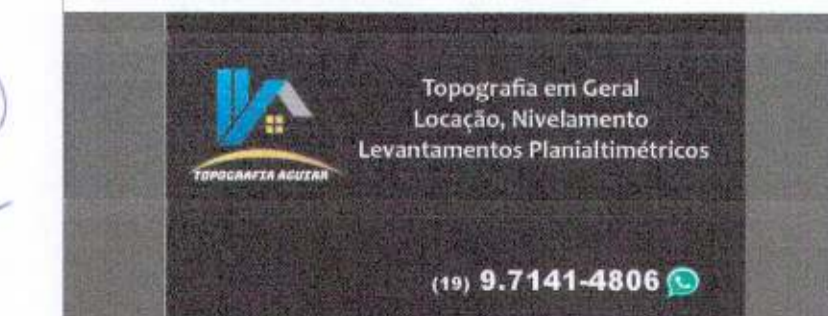 Topografia em Geral
Locação, Nivelamento
Levantamentos Planialtimétricos
TOPOGRAFIA AGUIAR
(19) 9.7141-4806